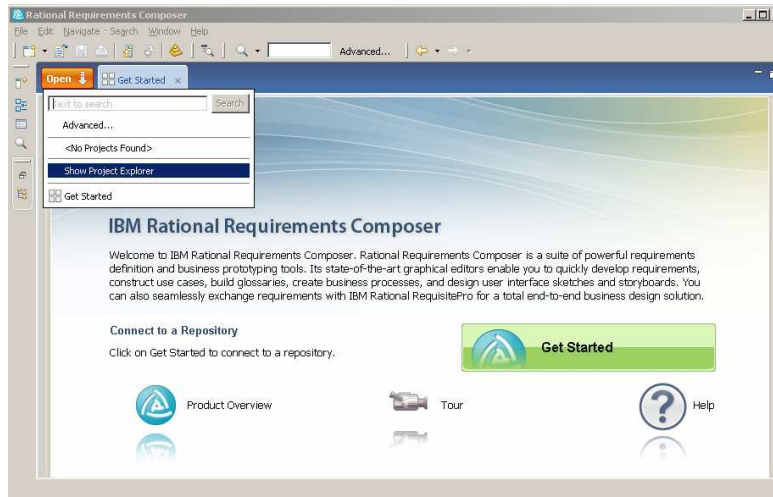 Rational Requirements Composer
File Edit Navigate Search Window Help
Advanced...
Open Get Started
Text to search Search
Advanced...
<No Projects Found>
Show Project Explorer
Get Started
IBM Rational Requirements Composer
Welcome to IBM Rational Requirements Composer. Rational Requirements Composer is a suite of powerful requirements
definition and business prototyping tools. Its state-of-the-art graphical editors enable you to quickly develop requirements,
construct use cases, build glossaries, create business processes, and design user interface sketches and storyboards. You
can also seamlessly exchange requirements with IBM Rational RequisitePro for a total end-to-end business design solution.
Connect to a Repository
Click on Get Started to connect to a repository.
Get Started
Product Overview
Tour
Help